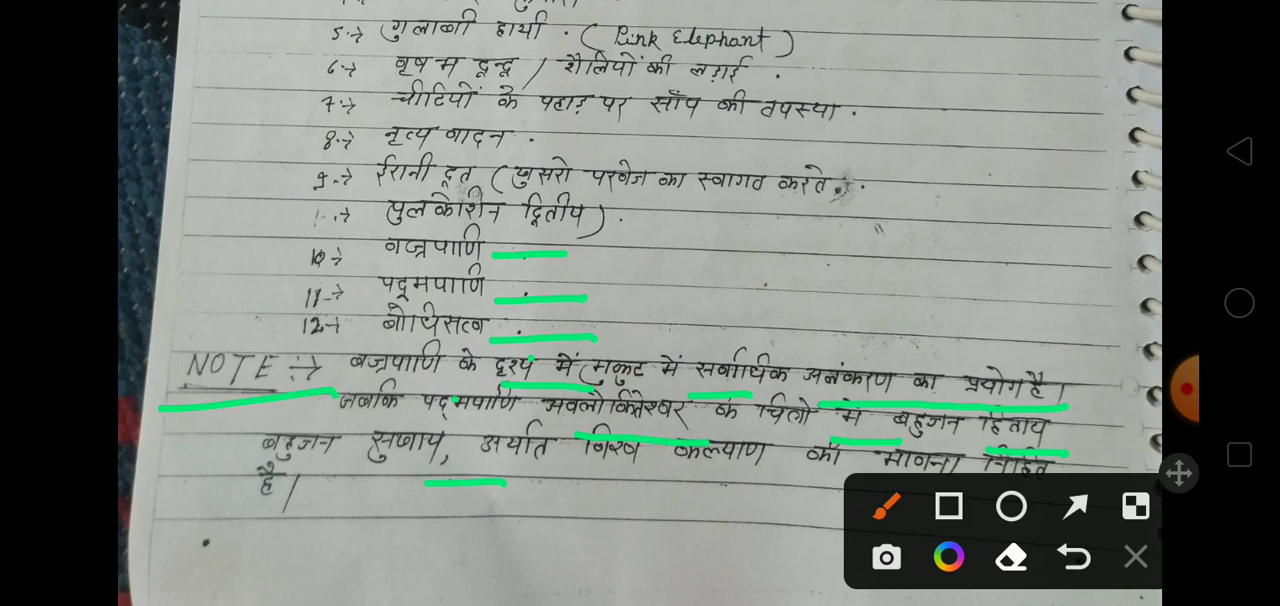 5.→ गुलाबी हाथी . ( Pink Elephant )
6.→ वृषभ द्वन्द्व / शैलियों की लड़ाई .
7.→ चीटियों के पहाड़ पर साँप की तपस्या .
8.→ नृत्य वादन .
9.→ ईरानी दूत ( खुसरो परवेज का स्वागत करते .
पुलकेशिन द्वितीय ) .
10→ वज्रपाणि .
11→ पद्मपाणि .
12→ बोधिसत्व .
NOTE :→ वज्रपाणि के दृश्य में (मुकुट में सर्वाधिक अलंकरण का प्रयोग है।
जबकि पद्मपाणि अवलोकितेश्वर के चित्रों में बहुजन हिताय
बहुजन सुखाय, अर्थात विश्व कल्याण की भावना निहित
है।